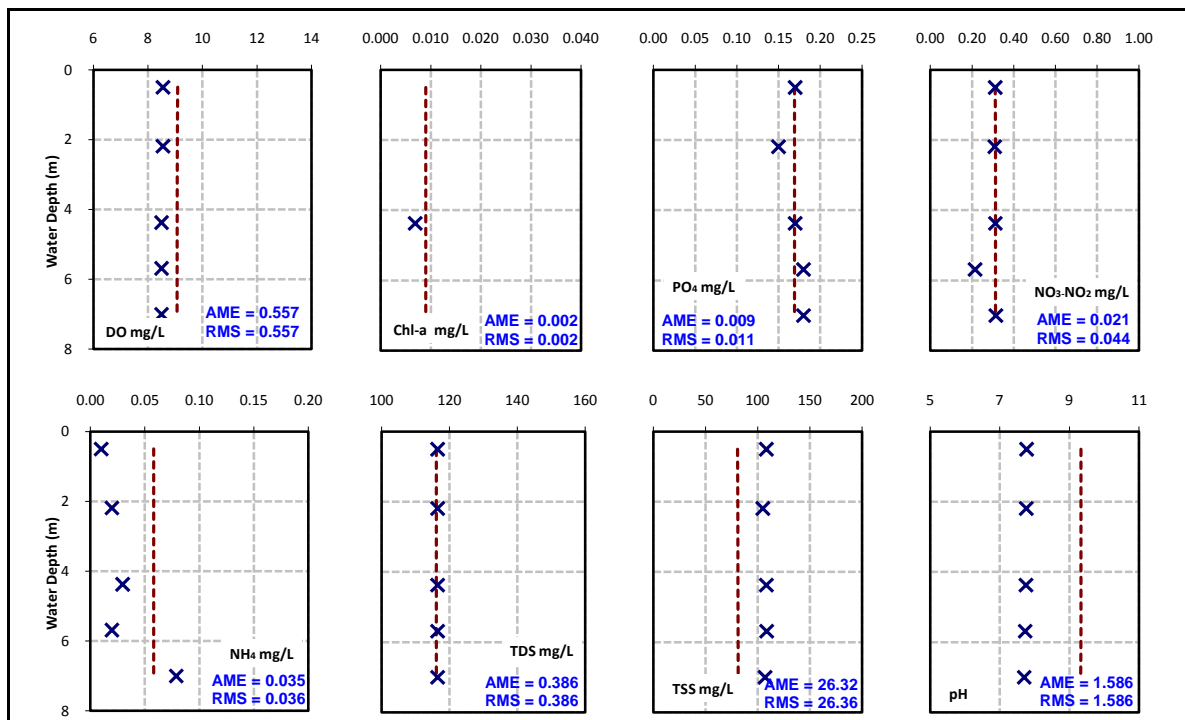 6 8 10 12 14
0.000 0.010 0.020 0.030 0.040
0.00 0.05 0.10 0.15 0.20 0.25
0.00 0.20 0.40 0.60 0.80 1.00
0
2
4
6
8
Water Depth (m)
DO mg/L
AME = 0.557
RMS = 0.557
Chl-a mg/L
AME = 0.002
RMS = 0.002
PO4 mg/L
AME = 0.009
RMS = 0.011
NO3-NO2 mg/L
AME = 0.021
RMS = 0.044
0.00 0.05 0.10 0.15 0.20
100 120 140 160
0 50 100 150 200
5 7 9 11
0
2
4
6
8
Water Depth (m)
NH4 mg/L
AME = 0.035
RMS = 0.036
TDS mg/L
AME = 0.386
RMS = 0.386
TSS mg/L
AME = 26.32
RMS = 26.36
pH
AME = 1.586
RMS = 1.586